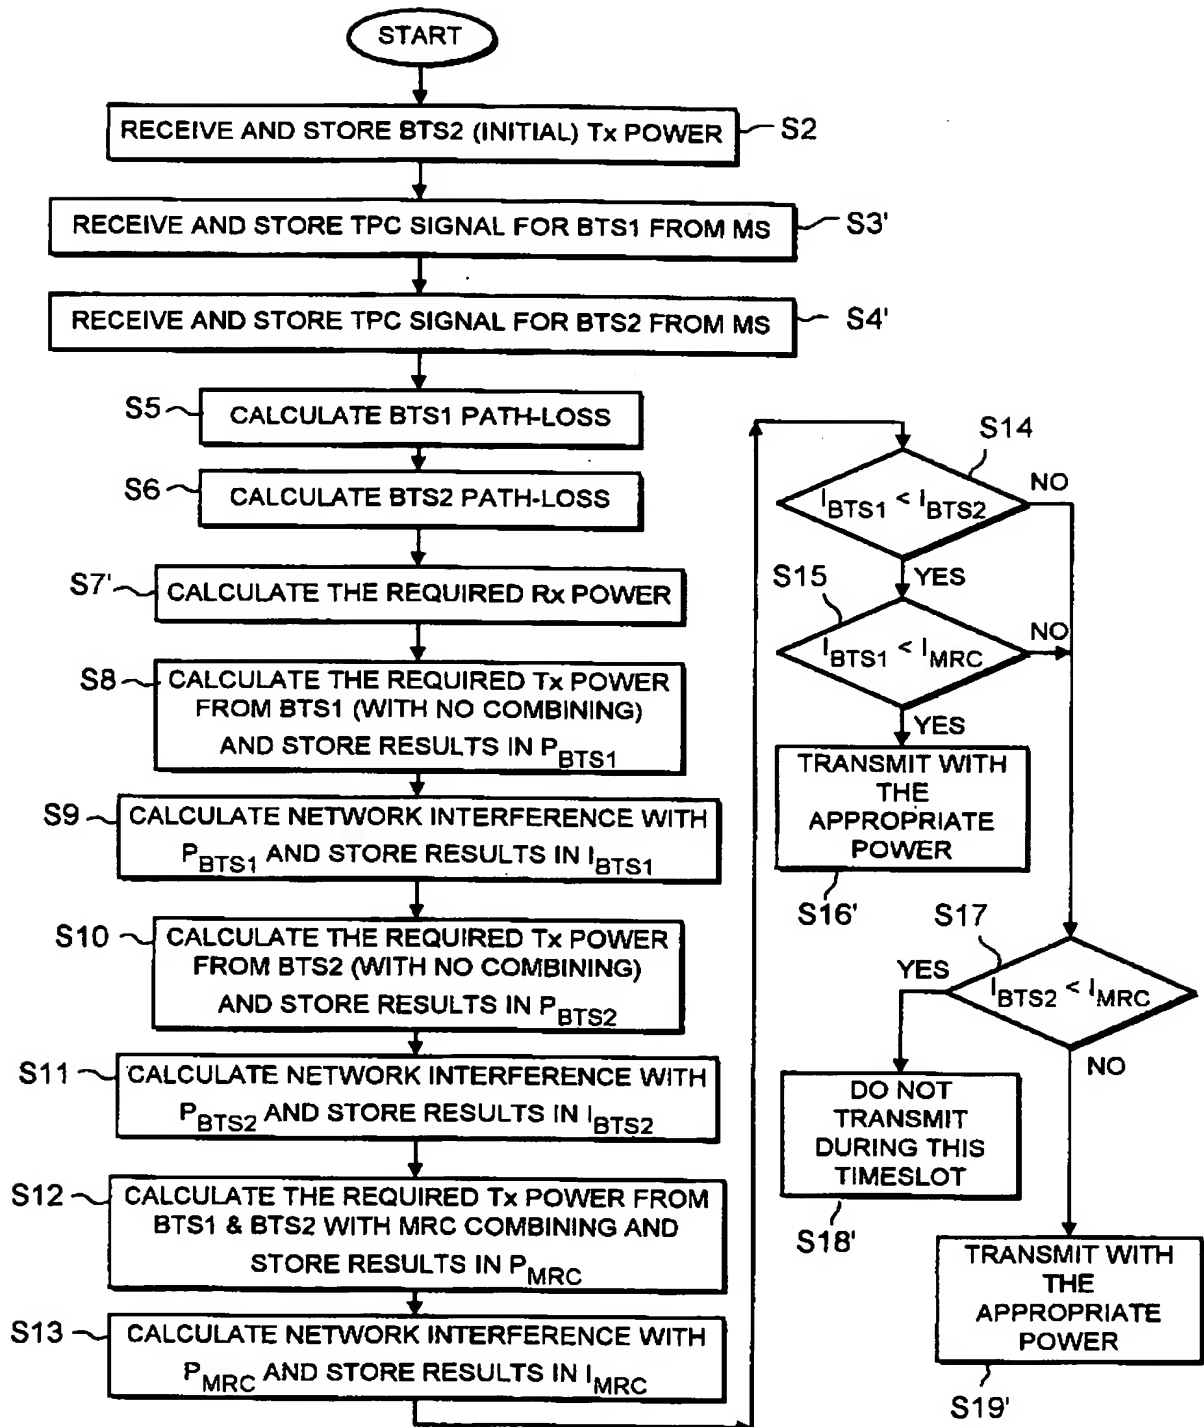 START
RECEIVE AND STORE BTS2 (INITIAL) Tx POWER
S2
RECEIVE AND STORE TPC SIGNAL FOR BTS1 FROM MS
S3'
RECEIVE AND STORE TPC SIGNAL FOR BTS2 FROM MS
S4'
S5
CALCULATE BTS1 PATH-LOSS
S6
CALCULATE BTS2 PATH-LOSS
S7'
CALCULATE THE REQUIRED Rx POWER
S8
CALCULATE THE REQUIRED Tx POWER
FROM BTS1 (WITH NO COMBINING)
AND STORE RESULTS IN P_BTS1
S9
CALCULATE NETWORK INTERFERENCE WITH
P_BTS1 AND STORE RESULTS IN I_BTS1
S10
CALCULATE THE REQUIRED Tx POWER
FROM BTS2 (WITH NO COMBINING)
AND STORE RESULTS IN P_BTS2
S11
CALCULATE NETWORK INTERFERENCE WITH
P_BTS2 AND STORE RESULTS IN I_BTS2
S12
CALCULATE THE REQUIRED Tx POWER FROM
BTS1 & BTS2 WITH MRC COMBINING AND
STORE RESULTS IN P_MRC
S13
CALCULATE NETWORK INTERFERENCE WITH
P_MRC AND STORE RESULTS IN I_MRC
S14
I_BTS1 < I_BTS2
NO
YES
S15
I_BTS1 < I_MRC
NO
YES
TRANSMIT WITH
THE
APPROPRIATE
POWER
S16'
S17
I_BTS2 < I_MRC
YES
NO
DO NOT
TRANSMIT
DURING THIS
TIMESLOT
S18'
TRANSMIT WITH
THE
APPROPRIATE
POWER
S19'